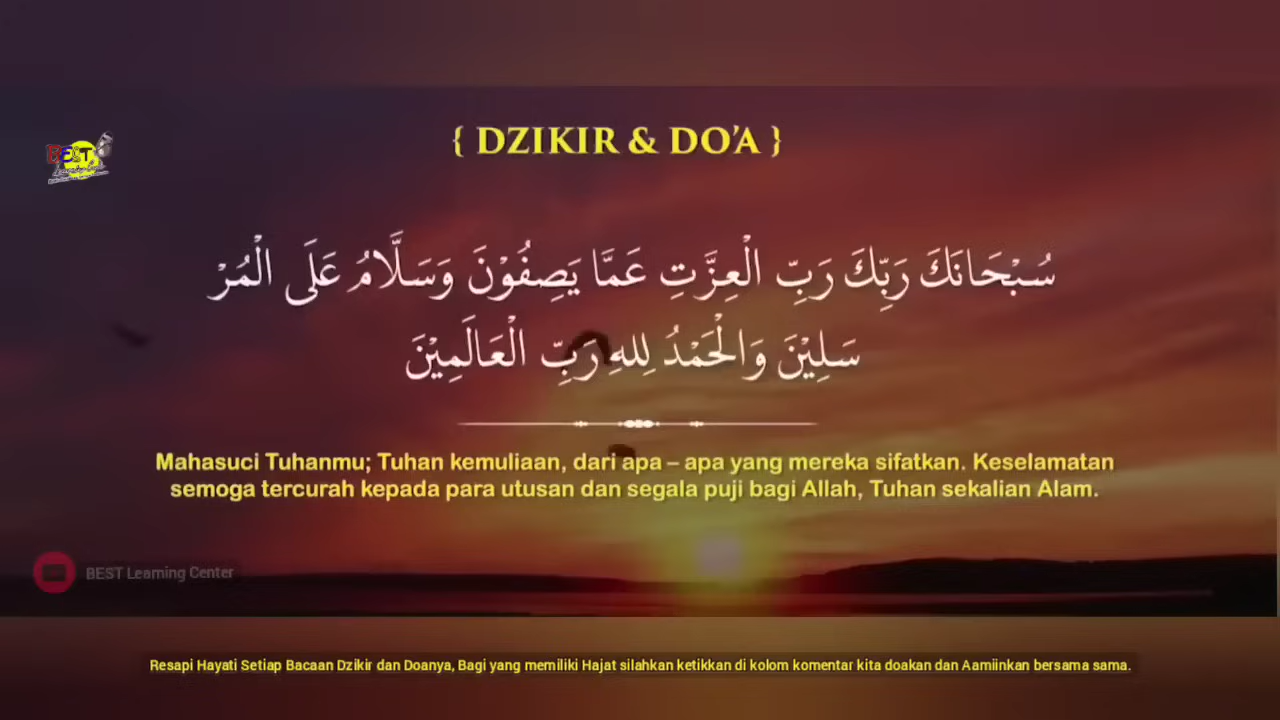 BEST
{ DZIKIR & DO'A }
سُبْحَانَكَ رَبِّكَ رَبِّ الْعِزَّتِ عَمَّا يَصِفُوْنَ وَسَلَّامُ عَلَى الْمُرْ
سَلِيْنَ وَالْحَمْدُ لِلهِ رَبِّ الْعَالَمِيْنَ
Mahasuci Tuhanmu; Tuhan kemuliaan, dari apa – apa yang mereka sifatkan. Keselamatan
semoga tercurah kepada para utusan dan segala puji bagi Allah, Tuhan sekalian Alam.
BEST Learning Center
Resapi Hayati Setiap Bacaan Dzikir dan Doanya, Bagi yang memiliki Hajat silahkan ketikkan di kolom komentar kita doakan dan Aamiinkan bersama sama.